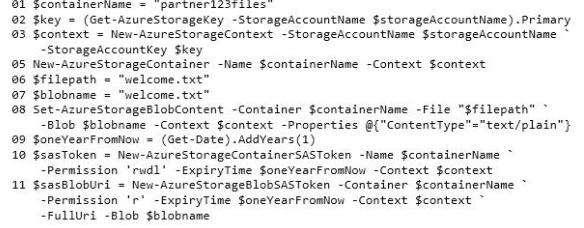 01 $containerName = "partner123files"
02 $key = (Get-AzureStorageKey -StorageAccountName $storageAccountName).Primary
03 $context = New-AzureStorageContext -StorageAccountName $storageAccountName `
-StorageAccountKey $key
05 New-AzureStorageContainer -Name $containerName -Context $context
06 $filepath = "welcome.txt"
07 $blobname = "welcome.txt"
08 Set-AzureStorageBlobContent -Container $containerName -File "$filepath" `
-Blob $blobname -Context $context -Properties @{"ContentType"="text/plain"}
09 $oneYearFromNow = (Get-Date).AddYears(1)
10 $sasToken = New-AzureStorageContainerSASToken -Name $containerName `
-Permission 'rwdl' -ExpiryTime $oneYearFromNow -Context $context
11 $sasBlobUri = New-AzureStorageBlobSASToken -Container $containerName `
-Permission 'r' -ExpiryTime $oneYearFromNow -Context $context `
-FullUri -Blob $blobname